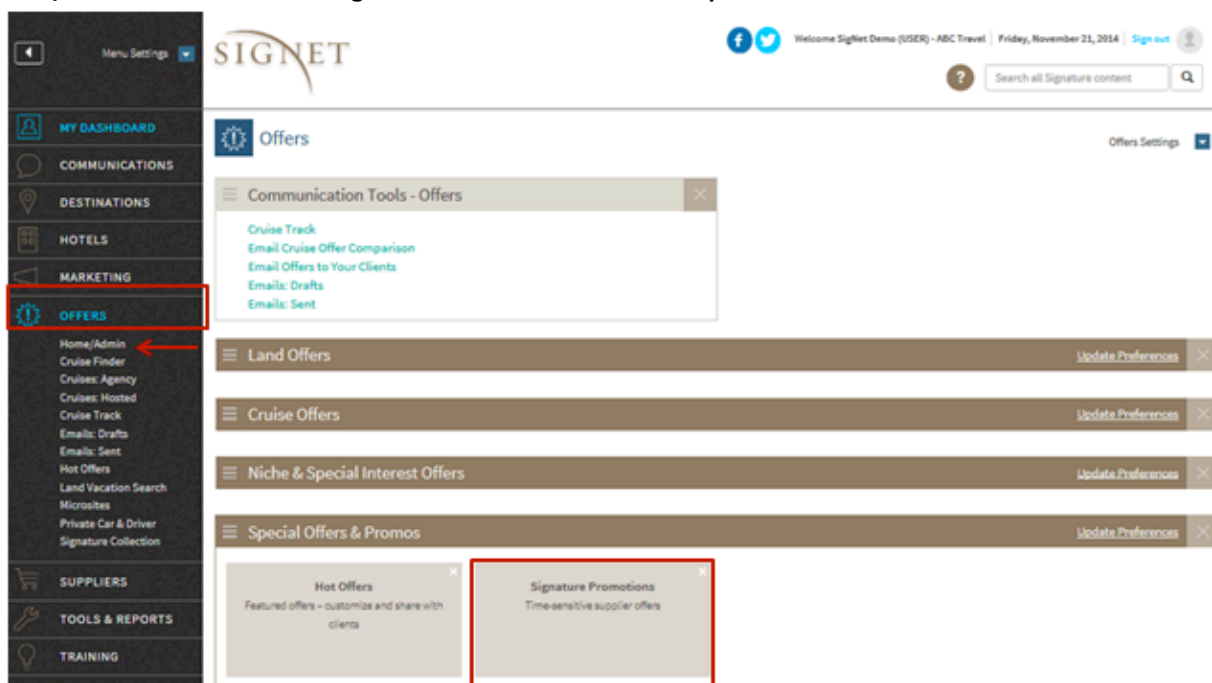 Menu Settings
SIGNET
Welcome SigNet Demo (USER) - ABC Travel | Friday, November 21, 2014 | Sign out
?
Search all Signature content
MY DASHBOARD
COMMUNICATIONS
DESTINATIONS
HOTELS
MARKETING
OFFERS
Home/Admin
Cruise Finder
Cruises: Agency
Cruises: Hosted
Cruise Track
Emails: Drafts
Emails: Sent
Hot Offers
Land Vacation Search
Microsites
Private Car & Driver
Signature Collection
SUPPLIERS
TOOLS & REPORTS
TRAINING
Offers
Offers Settings
Communication Tools - Offers
Cruise Track
Email Cruise Offer Comparison
Email Offers to Your Clients
Emails: Drafts
Emails: Sent
Land Offers
Update Preferences
Cruise Offers
Update Preferences
Niche & Special Interest Offers
Update Preferences
Special Offers & Promos
Update Preferences
Hot Offers
Featured offers – customize and share with
clients
Signature Promotions
Time-sensitive supplier offers